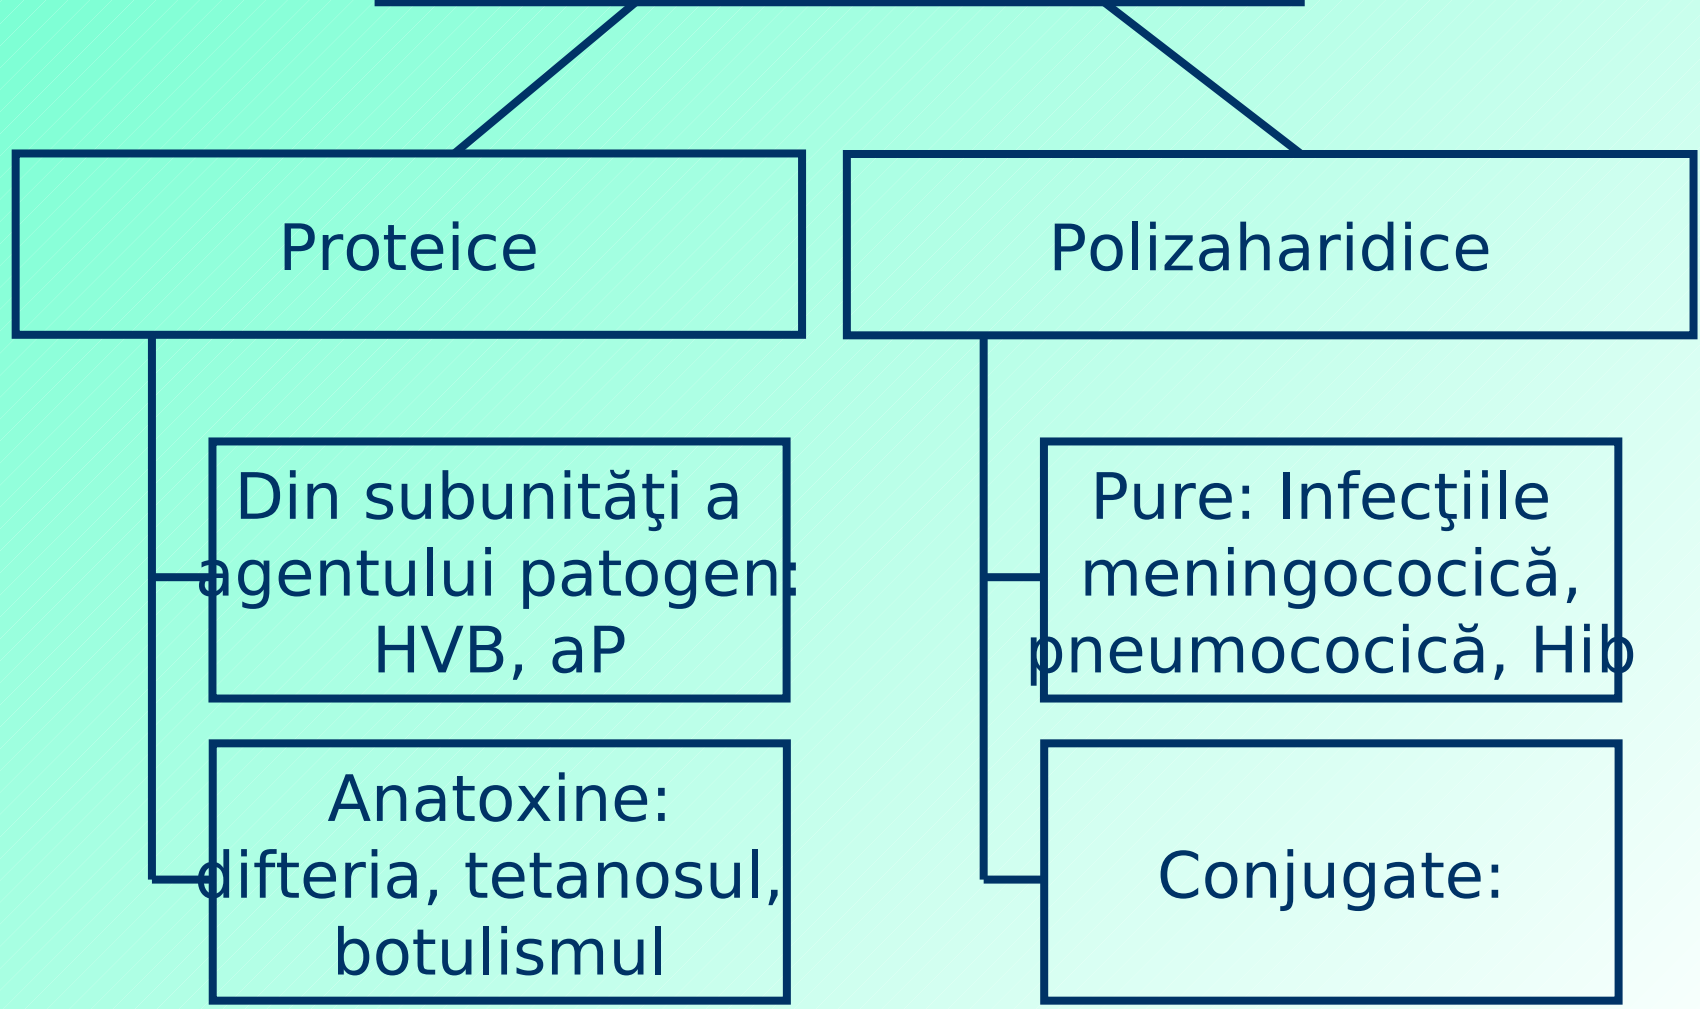 Proteice
Polizaharidice
Din subunităţi a
agentului patogen:
HVB, aP
Pure: Infecţiile
meningococică,
pneumococică, Hib
Anatoxine:
difteria, tetanosul,
botulismul
Conjugate: